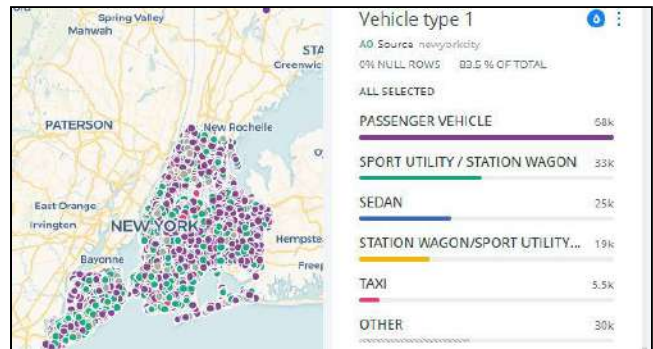 Spring Valley
Mahwah
STA
Greenwic
PATERSON
New Rochelle
East Orange
Irvington
NEW YORK
Hempste
Bayonne
Freep
Vehicle type 1
A0 Source newyorkcity
0% NULL ROWS 83.5 % OF TOTAL
ALL SELECTED
PASSENGER VEHICLE 68k
SPORT UTILITY / STATION WAGON 33k
SEDAN 25k
STATION WAGON/SPORT UTILITY... 19k
TAXI 5.5k
OTHER 30k